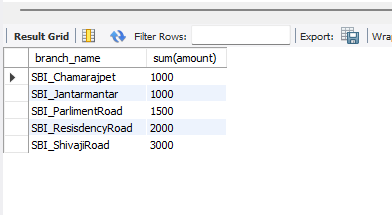 Result Grid Filter Rows: Export: Wra
branch_name sum(amount)
SBI_Chamarajpet 1000
SBI_Jantarmantar 1000
SBI_ParlimentRoad 1500
SBI_ResisdencyRoad 2000
SBI_ShivajiRoad 3000